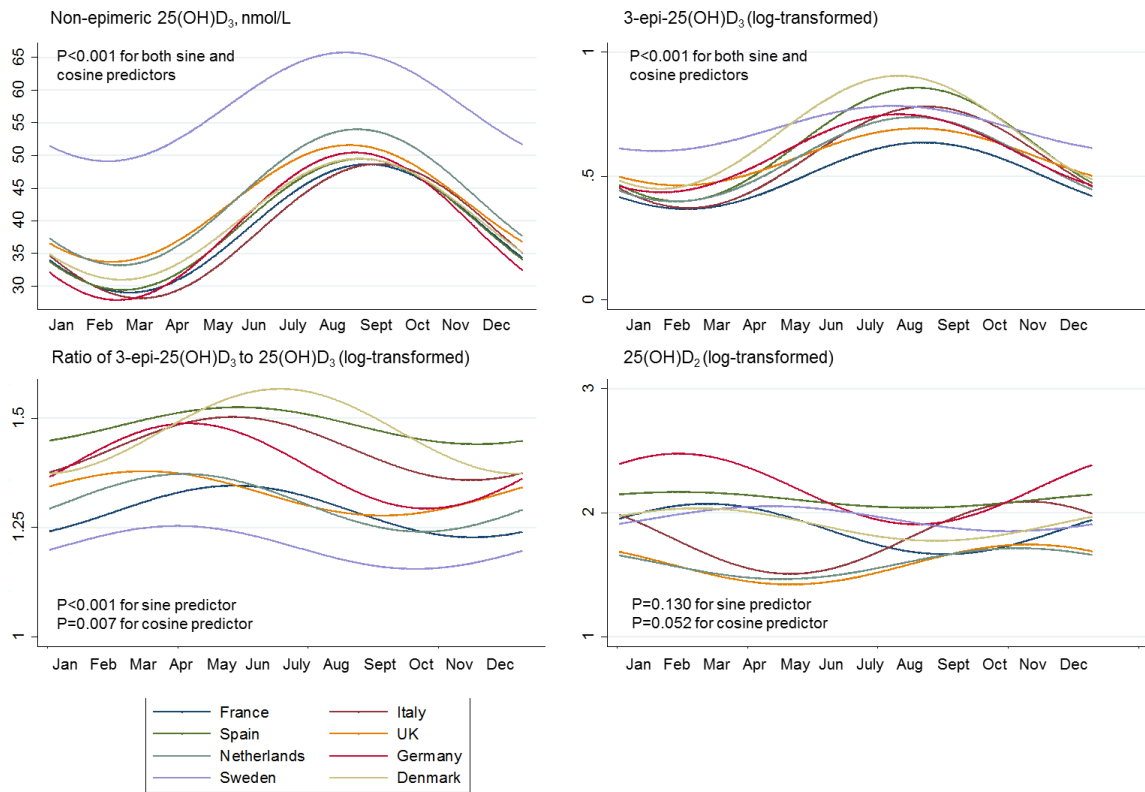 Non-epimeric 25(OH)D₃, nmol/L
P<0.001 for both sine and
cosine predictors
65
60
55
50
45
40
35
30
Jan Feb Mar Apr May Jun July Aug Sept Oct Nov Dec
3-epi-25(OH)D₃ (log-transformed)
P<0.001 for both sine and
cosine predictors
1
.5
0
Jan Feb Mar Apr May Jun July Aug Sept Oct Nov Dec
Ratio of 3-epi-25(OH)D₃ to 25(OH)D₃ (log-transformed)
1.5
1.25
1
P<0.001 for sine predictor
P=0.007 for cosine predictor
Jan Feb Mar Apr May Jun July Aug Sept Oct Nov Dec
25(OH)D₂ (log-transformed)
3
2
1
P=0.130 for sine predictor
P=0.052 for cosine predictor
Jan Feb Mar Apr May Jun July Aug Sept Oct Nov Dec
France Italy
Spain UK
Netherlands Germany
Sweden Denmark